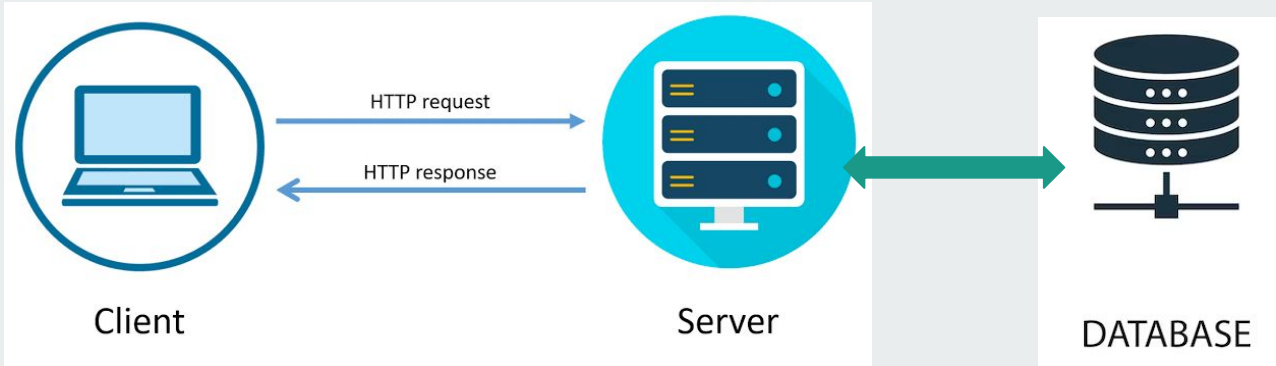 HTTP request
HTTP response
Client
Server
DATABASE